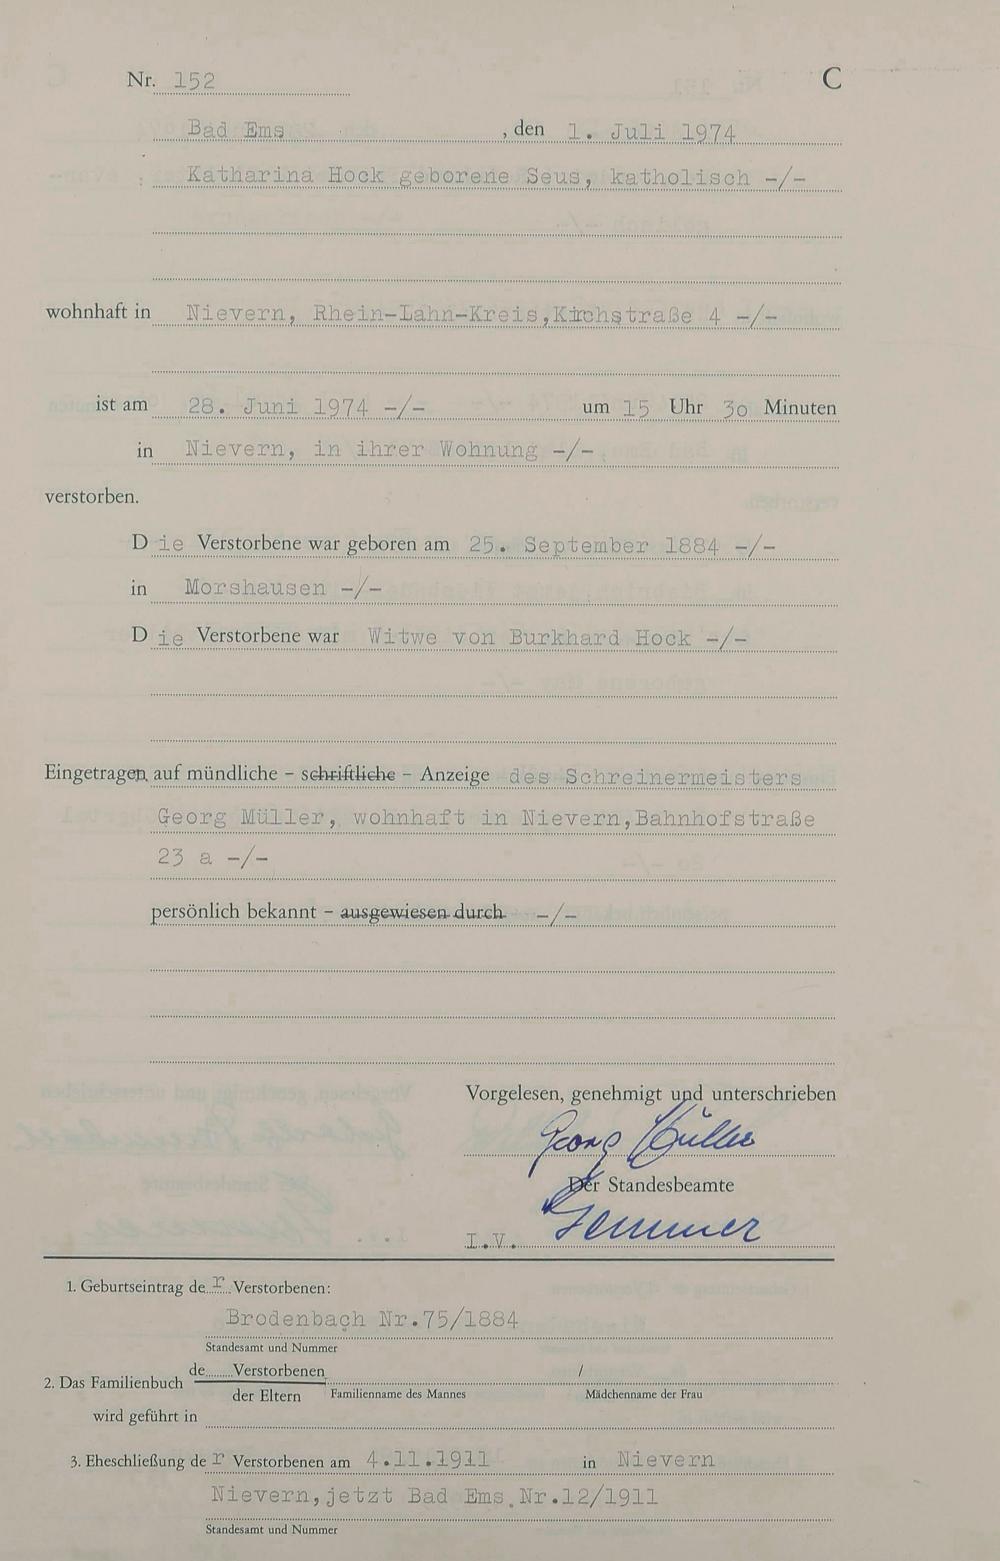 Nr. 152 C
Bad Ems , den 1. Juli 1974
Katharina Hock geborene Seus, katholisch -/-
wohnhaft in Nievern, Rhein-Lahn-Kreis,Kirchstraße 4 -/-
ist am 28. Juni 1974 -/- um 15 Uhr 30 Minuten
in Nievern, in ihrer Wohnung -/-
verstorben.
Die Verstorbene war geboren am 25. September 1884 -/-
in Morshausen -/-
Die Verstorbene war Witwe von Burkhard Hock -/-
Eingetragen auf mündliche - schriftliche - Anzeige des Schreinermeisters
Georg Müller, wohnhaft in Nievern,Bahnhofstraße
23 a -/-
persönlich bekannt - ausgewiesen durch -/-
Vorgelesen, genehmigt und unterschrieben
Georg Müller
Der Standesbeamte
I.V. Gemmer
1. Geburtseintrag der Verstorbenen:
Brodenbach Nr.75/1884
Standesamt und Nummer
2. Das Familienbuch de........Verstorbenen /
der Eltern Familienname des Mannes Mädchenname der Frau
wird geführt in
3. Eheschließung der Verstorbenen am 4.11.1911 in Nievern
Nievern,jetzt Bad Ems,Nr.12/1911
Standesamt und Nummer